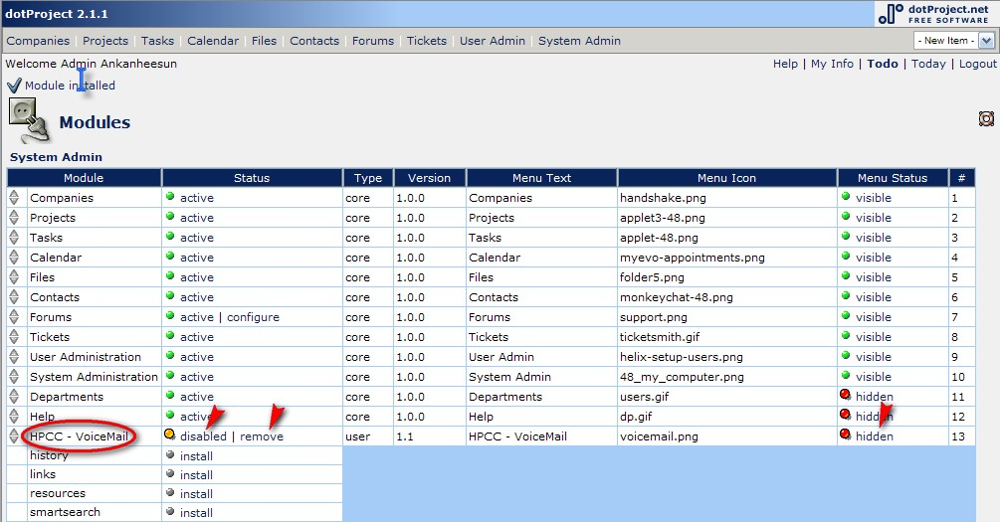 dotProject 2.1.1
dotProject.net
FREE SOFTWARE
Companies | Projects | Tasks | Calendar | Files | Contacts | Forums | Tickets | User Admin | System Admin - New Item -
Welcome Admin Ankanheesun Help | My Info | Todo | Today | Logout
Module installed
Modules
System Admin
Module Status Type Version Menu Text Menu Icon Menu Status #
Companies active core 1.0.0 Companies handshake.png visible 1
Projects active core 1.0.0 Projects applet3-48.png visible 2
Tasks active core 1.0.0 Tasks applet-48.png visible 3
Calendar active core 1.0.0 Calendar myevo-appointments.png visible 4
Files active core 1.0.0 Files folder5.png visible 5
Contacts active core 1.0.0 Contacts monkeychat-48.png visible 6
Forums active | configure core 1.0.0 Forums support.png visible 7
Tickets active core 1.0.0 Tickets ticketsmith.gif visible 8
User Administration active core 1.0.0 User Admin helix-setup-users.png visible 9
System Administration active core 1.0.0 System Admin 48_my_computer.png visible 10
Departments active core 1.0.0 Departments users.gif hidden 11
Help active core 1.0.0 Help dp.gif hidden 12
HPCC - VoiceMail disabled | remove user 1.1 HPCC - VoiceMail voicemail.png hidden 13
history install
links install
resources install
smartsearch install